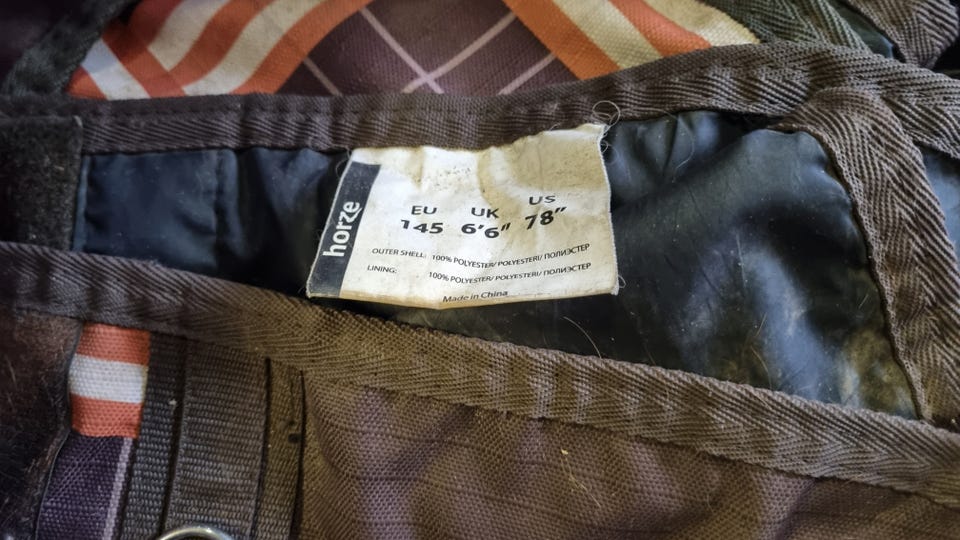 horze
EU UK US
145 6'6" 78"
OUTER SHELL: 100% POLYESTER/ POLYESTERI/ ПОЛИЭСТЕР
LINING: 100% POLYESTER/ POLYESTERI/ ПОЛИЭСТЕР
Made in China